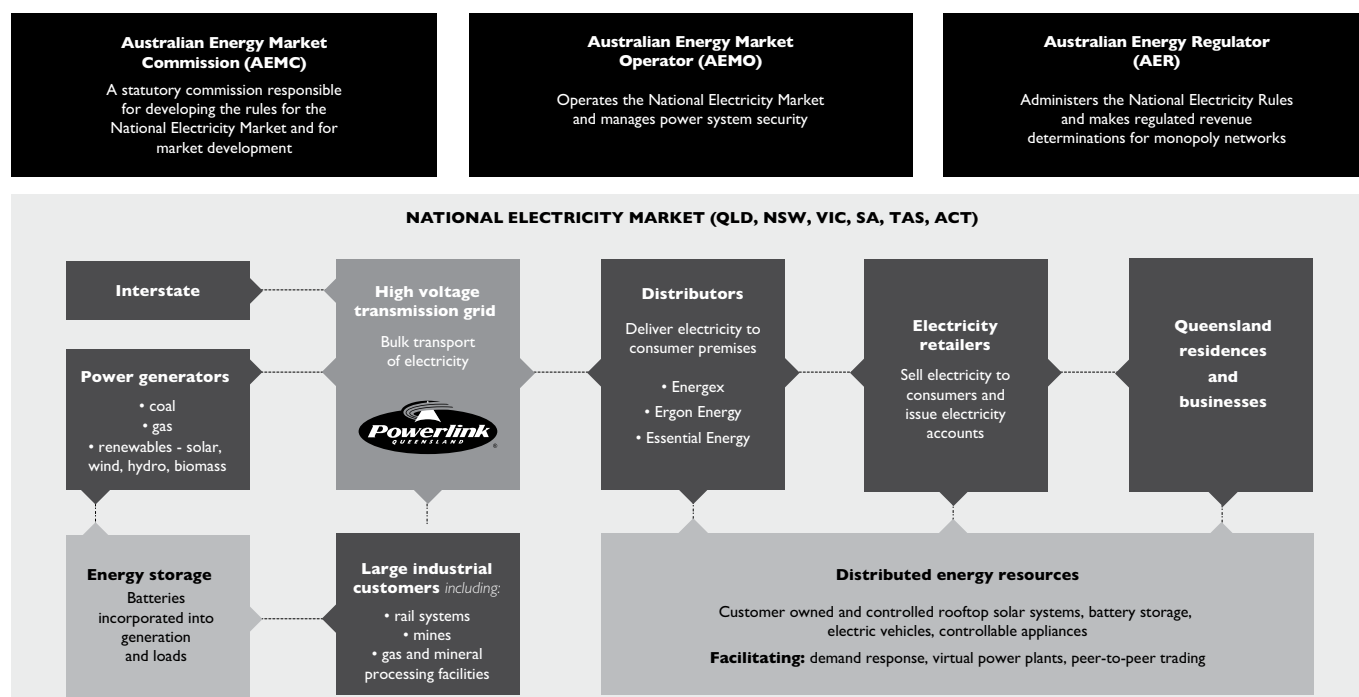 Australian Energy Market
Commission (AEMC)
A statutory commission responsible
for developing the rules for the
National Electricity Market and for
market development
Australian Energy Market
Operator (AEMO)
Operates the National Electricity Market
and manages power system security
Australian Energy Regulator
(AER)
Administers the National Electricity Rules
and makes regulated revenue
determinations for monopoly networks
NATIONAL ELECTRICITY MARKET (QLD, NSW, VIC, SA, TAS, ACT)
Interstate
Power generators
• coal
• gas
• renewables - solar,
wind, hydro, biomass
High voltage
transmission grid
Bulk transport
of electricity
Powerlink
QUEENSLAND
®
Distributors
Deliver electricity to
consumer premises
• Energex
• Ergon Energy
• Essential Energy
Electricity
retailers
Sell electricity to
consumers and
issue electricity
accounts
Queensland
residences
and
businesses
Energy storage
Batteries
incorporated into
generation
and loads
Large industrial
customers including:
• rail systems
• mines
• gas and mineral
processing facilities
Distributed energy resources
Customer owned and controlled rooftop solar systems, battery storage,
electric vehicles, controllable appliances
Facilitating: demand response, virtual power plants, peer-to-peer trading